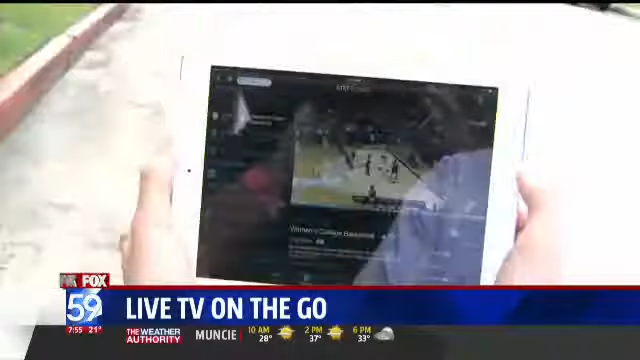 Women's College Basketball
FOX
59
LIVE TV ON THE GO
7:55 21°
THE WEATHER
AUTHORITY
MUNCIE
10 AM
28°
2 PM
37°
6 PM
33°